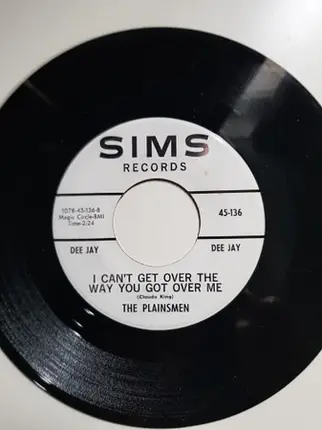 SIMS
RECORDS
1078-45-136-B
Magic Circle-BMI
Time-2:24
45-136
DEE JAY
DEE JAY
I CAN'T GET OVER THE
WAY YOU GOT OVER ME
(Claude King)
THE PLAINSMEN